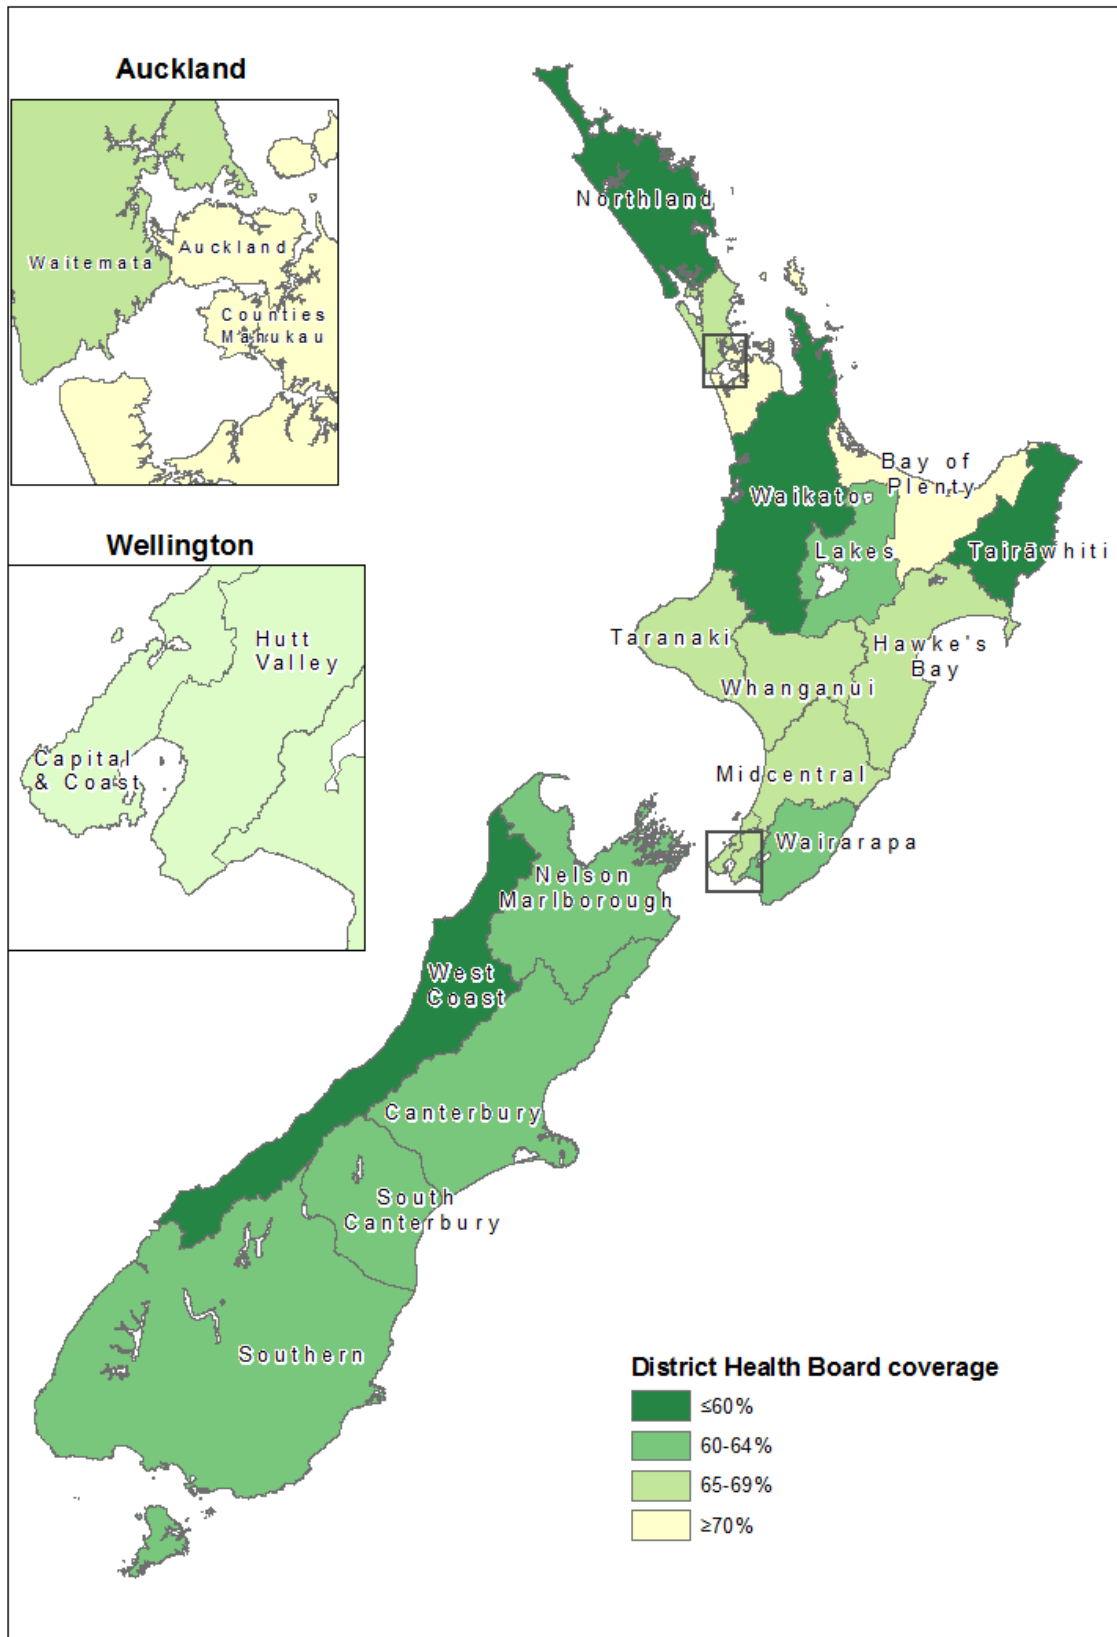 Auckland
Waitemata
Auckland
Counties
Manukau
Wellington
Hutt
Valley
Capital
& Coast
Northland
Bay of
Plenty
Waikato
Lakes
Tairāwhiti
Taranaki
Hawke's
Bay
Whanganui
Midcentral
Wairarapa
Nelson
Marlborough
West
Coast
Canterbury
South
Canterbury
Southern
District Health Board coverage
≤60%
60-64%
65-69%
≥70%